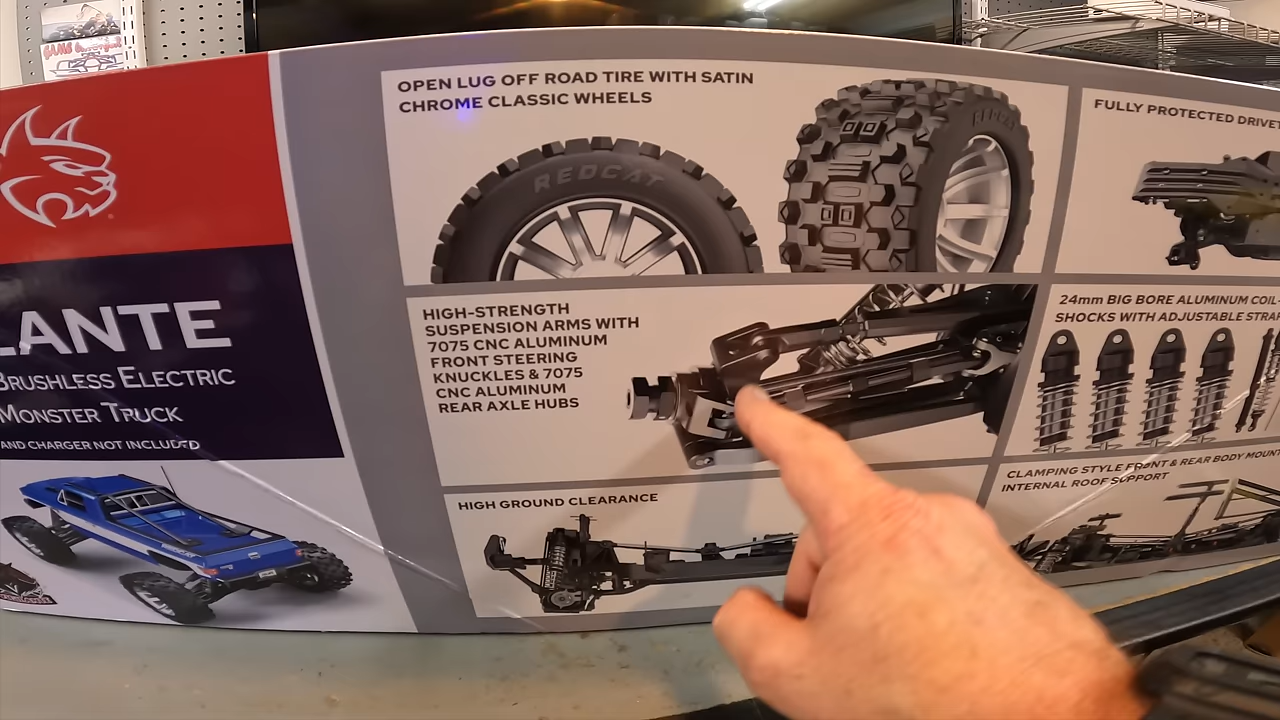 OPEN LUG OFF ROAD TIRE WITH SATIN
CHROME CLASSIC WHEELS
REDCAT
REDCAT
FULLY PROTECTED DRIVET
LANTE
BRUSHLESS ELECTRIC
MONSTER TRUCK
AND CHARGER NOT INCLUDED
HIGH-STRENGTH
SUSPENSION ARMS WITH
7075 CNC ALUMINUM
FRONT STEERING
KNUCKLES & 7075
CNC ALUMINUM
REAR AXLE HUBS
24mm BIG BORE ALUMINUM COIL-
SHOCKS WITH ADJUSTABLE STRAP
HIGH GROUND CLEARANCE
CLAMPING STYLE FRONT & REAR BODY MOUNT
INTERNAL ROOF SUPPORT